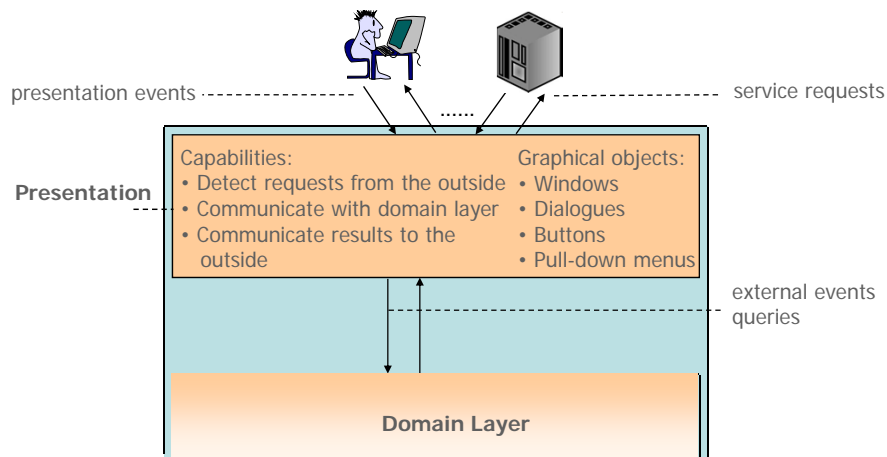 presentation events
......
service requests
Presentation
Capabilities:
• Detect requests from the outside
• Communicate with domain layer
• Communicate results to the
outside
Graphical objects:
• Windows
• Dialogues
• Buttons
• Pull-down menus
external events
queries
Domain Layer